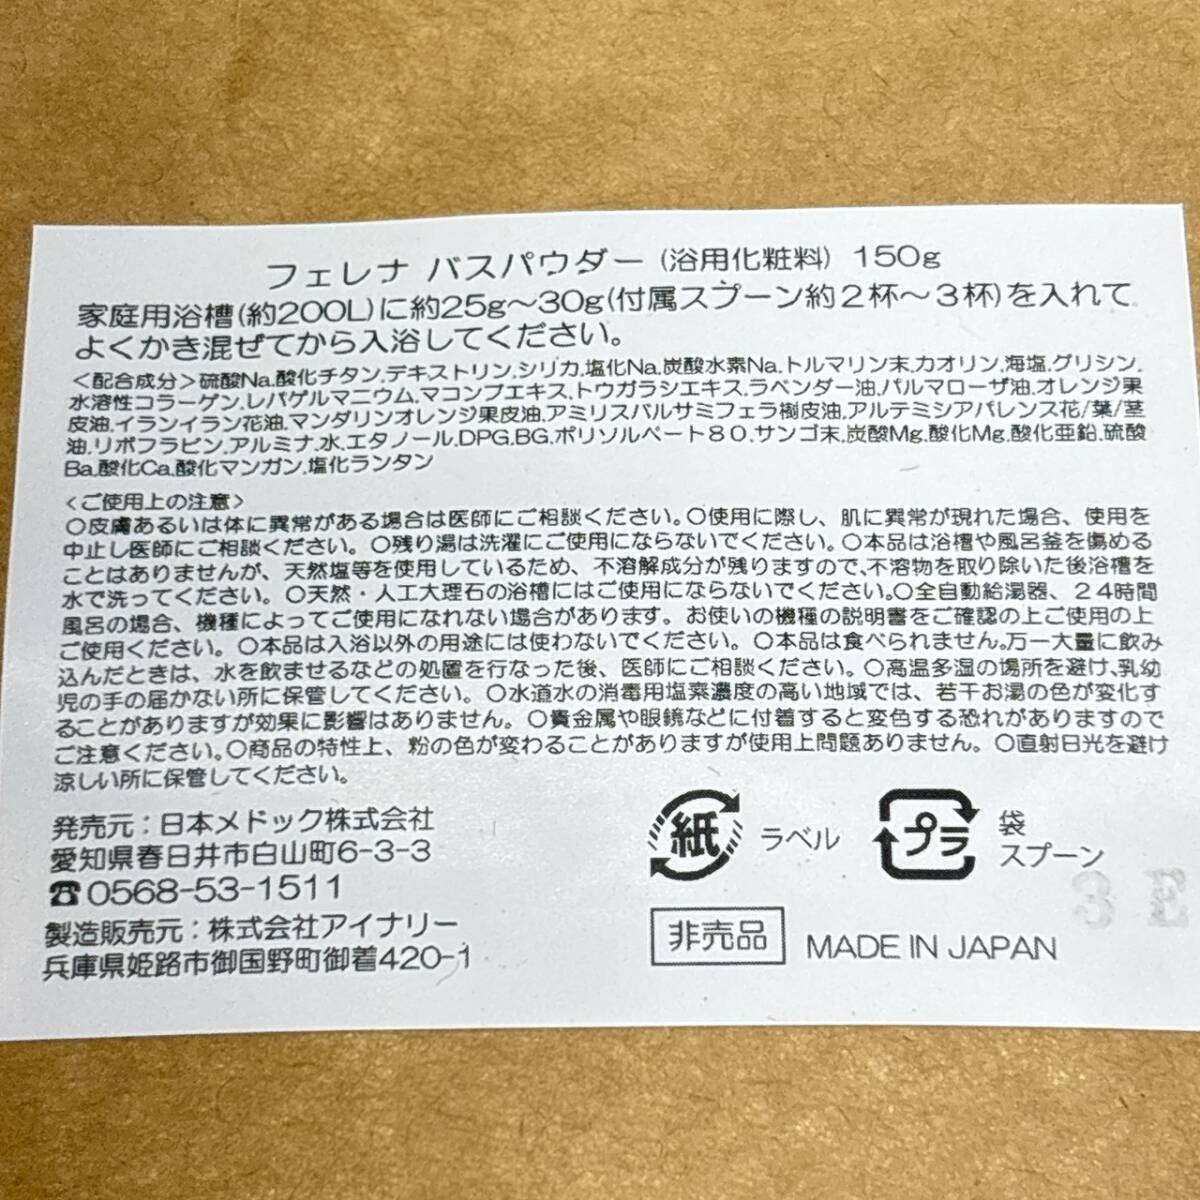 フェレナ バスパウダー (浴用化粧料) 150g
家庭用浴槽(約200L)に約25g～30g(付属スプーン約２杯～３杯)を入れて
よくかき混ぜてから入浴してください。
＜配合成分＞硫酸Na,酸化チタン,デキストリン,シリカ,塩化Na,炭酸水素Na,トルマリン末,カオリン,海塩,グリシン,
水溶性コラーゲン,レパゲルマニウム,マコンブエキス,トウガラシエキス,ラベンダー油,パルマローザ油,オレンジ果
皮油,イランイラン花油,マンダリンオレンジ果皮油,アミリスバルサミフェラ樹皮油,アルテミシアパレンス花/葉/茎
油,リボフラビン,アルミナ,水,エタノール,DPG,BG,ポリソルベート８０,サンゴ末,炭酸Mg,酸化Mg,酸化亜鉛,硫酸
Ba,酸化Ca,酸化マンガン,塩化ランタン
＜ご使用上の注意＞
○皮膚あるいは体に異常がある場合は医師にご相談ください。○使用に際し、肌に異常が現れた場合、使用を
中止し医師にご相談ください。○残り湯は洗濯にご使用にならないでください。○本品は浴槽や風呂釜を傷める
ことはありませんが、天然塩等を使用しているため、不溶解成分が残りますので、不溶物を取り除いた後浴槽を
水で洗ってください。○天然・人工大理石の浴槽にはご使用にならないでください。○全自動給湯器、２４時間
風呂の場合、機種によってご使用になれない場合があります。お使いの機種の説明書をご確認の上ご使用の上
ご使用ください。○本品は入浴以外の用途には使わないでください。○本品は食べられません。万一大量に飲み
込んだときは、水を飲ませるなどの処置を行なった後、医師にご相談ください。○高温多湿の場所を避け、乳幼
児の手の届かない所に保管してください。○水道水の消毒用塩素濃度の高い地域では、若干お湯の色が変化す
ることがありますが効果に影響はありません。○貴金属や眼鏡などに付着すると変色する恐れがありますので
ご注意ください。○商品の特性上、粉の色が変わることがありますが使用上問題ありません。○直射日光を避け
涼しい所に保管してください。
発売元：日本メドック株式会社
愛知県春日井市白山町6-3-3
☎0568-53-1511
製造販売元：株式会社アイナリー
兵庫県姫路市御国野町御着420-1
紙 ラベル
プラ 袋
スプーン
非売品 MADE IN JAPAN
3E